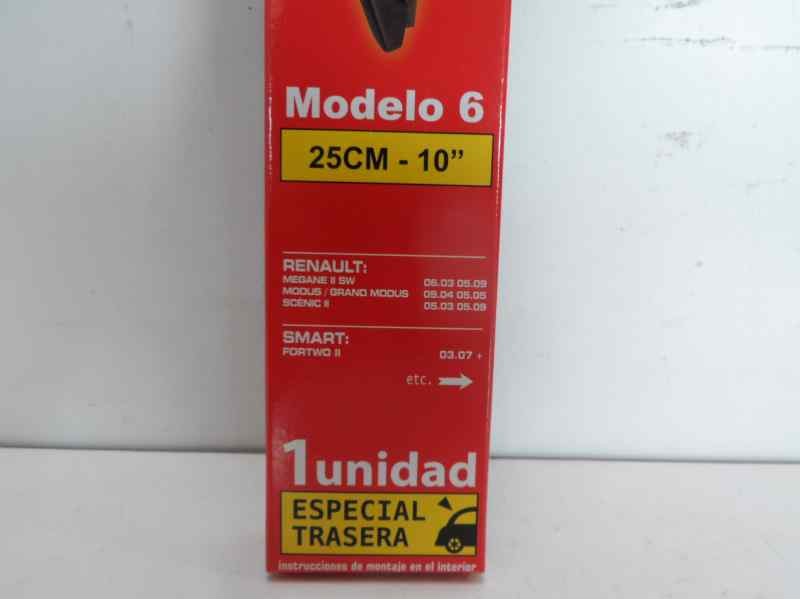 Modelo 6
25CM - 10”
RENAULT:
MEGANE II SW 06.03 05.09
MODUS / GRAND MODUS 05.04 05.05
SCÉNIC II 05.03 05.09
SMART:
FORTWO II 03.07 +
etc.
1unidad
ESPECIAL
TRASERA
instrucciones de montaje en el interior